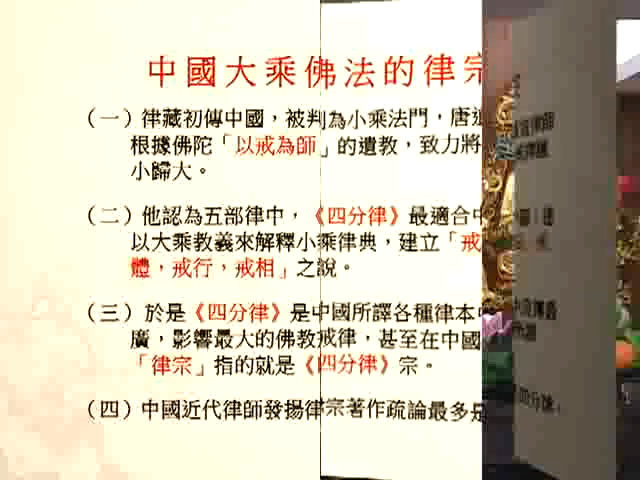 中國大乘佛法的律宗
（一）律藏初傳中國，被判為小乘法門，唐道
根據佛陀「以戒為師」的遺教，致力將
小歸大。
（二）他認為五部律中，《四分律》最適合中
以大乘教義來解釋小乘律典，建立「戒
體，戒行，戒相」之說。
（三）於是《四分律》是中國所譯各種律本中
廣，影響最大的佛教戒律，甚至在中國
「律宗」指的就是《四分律》宗。
（四）中國近代律師發揚律宗著作疏論最多是